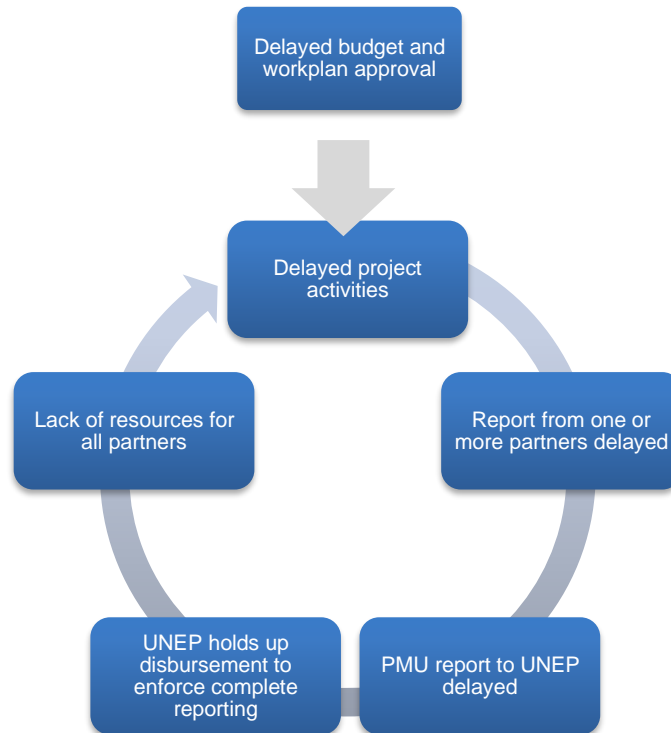 Delayed budget and
workplan approval
Delayed project
activities
Report from one or
more partners delayed
PMU report to UNEP
delayed
UNEP holds up
disbursement to
enforce complete
reporting
Lack of resources for
all partners